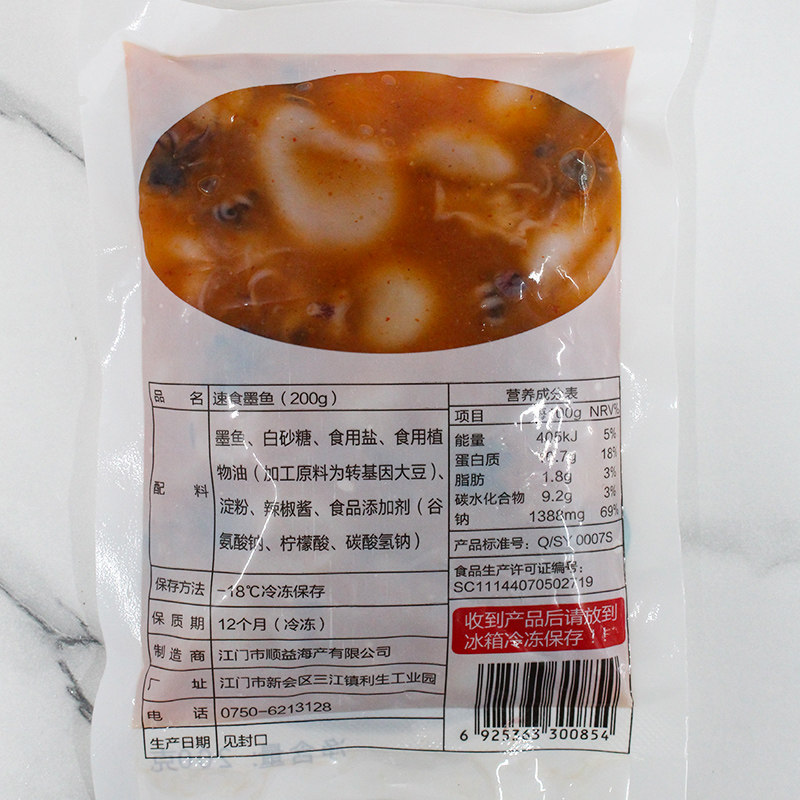 品名 速食墨鱼（200g）
配料 墨鱼、白砂糖、食用盐、食用植
物油（加工原料为转基因大豆）、
淀粉、辣椒酱、食品添加剂（谷
氨酸钠、柠檬酸、碳酸氢钠）
保存方法 -18℃冷冻保存
保质期 12个月（冷冻）
制造商 江门市顺益海产有限公司
厂址 江门市新会区三江镇利生工业园
电话 0750-6213128
生产日期 见封口
营养成分表
项目 00g NRV%
能量 405kJ 5%
蛋白质 18%
脂肪 1.8g 3%
碳水化合物 9.2g 3%
钠 1388mg 69%
产品标准号：Q/SY 0007S
食品生产许可证编号：
SC11144070502719
收到产品后请放到
冰箱冷冻保存！
6 925363 300854